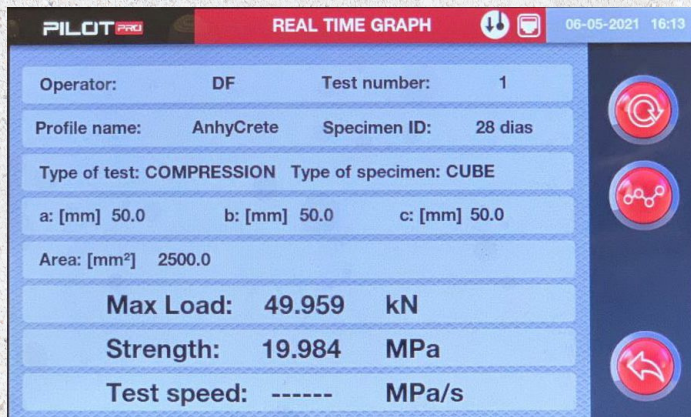 PILOT PRO REAL TIME GRAPH 06-05-2021 16:13
Operator: DF Test number: 1
Profile name: AnhyCrete Specimen ID: 28 dias
Type of test: COMPRESSION Type of specimen: CUBE
a: [mm] 50.0 b: [mm] 50.0 c: [mm] 50.0
Area: [mm²] 2500.0
Max Load: 49.959 kN
Strength: 19.984 MPa
Test speed: ------ MPa/s